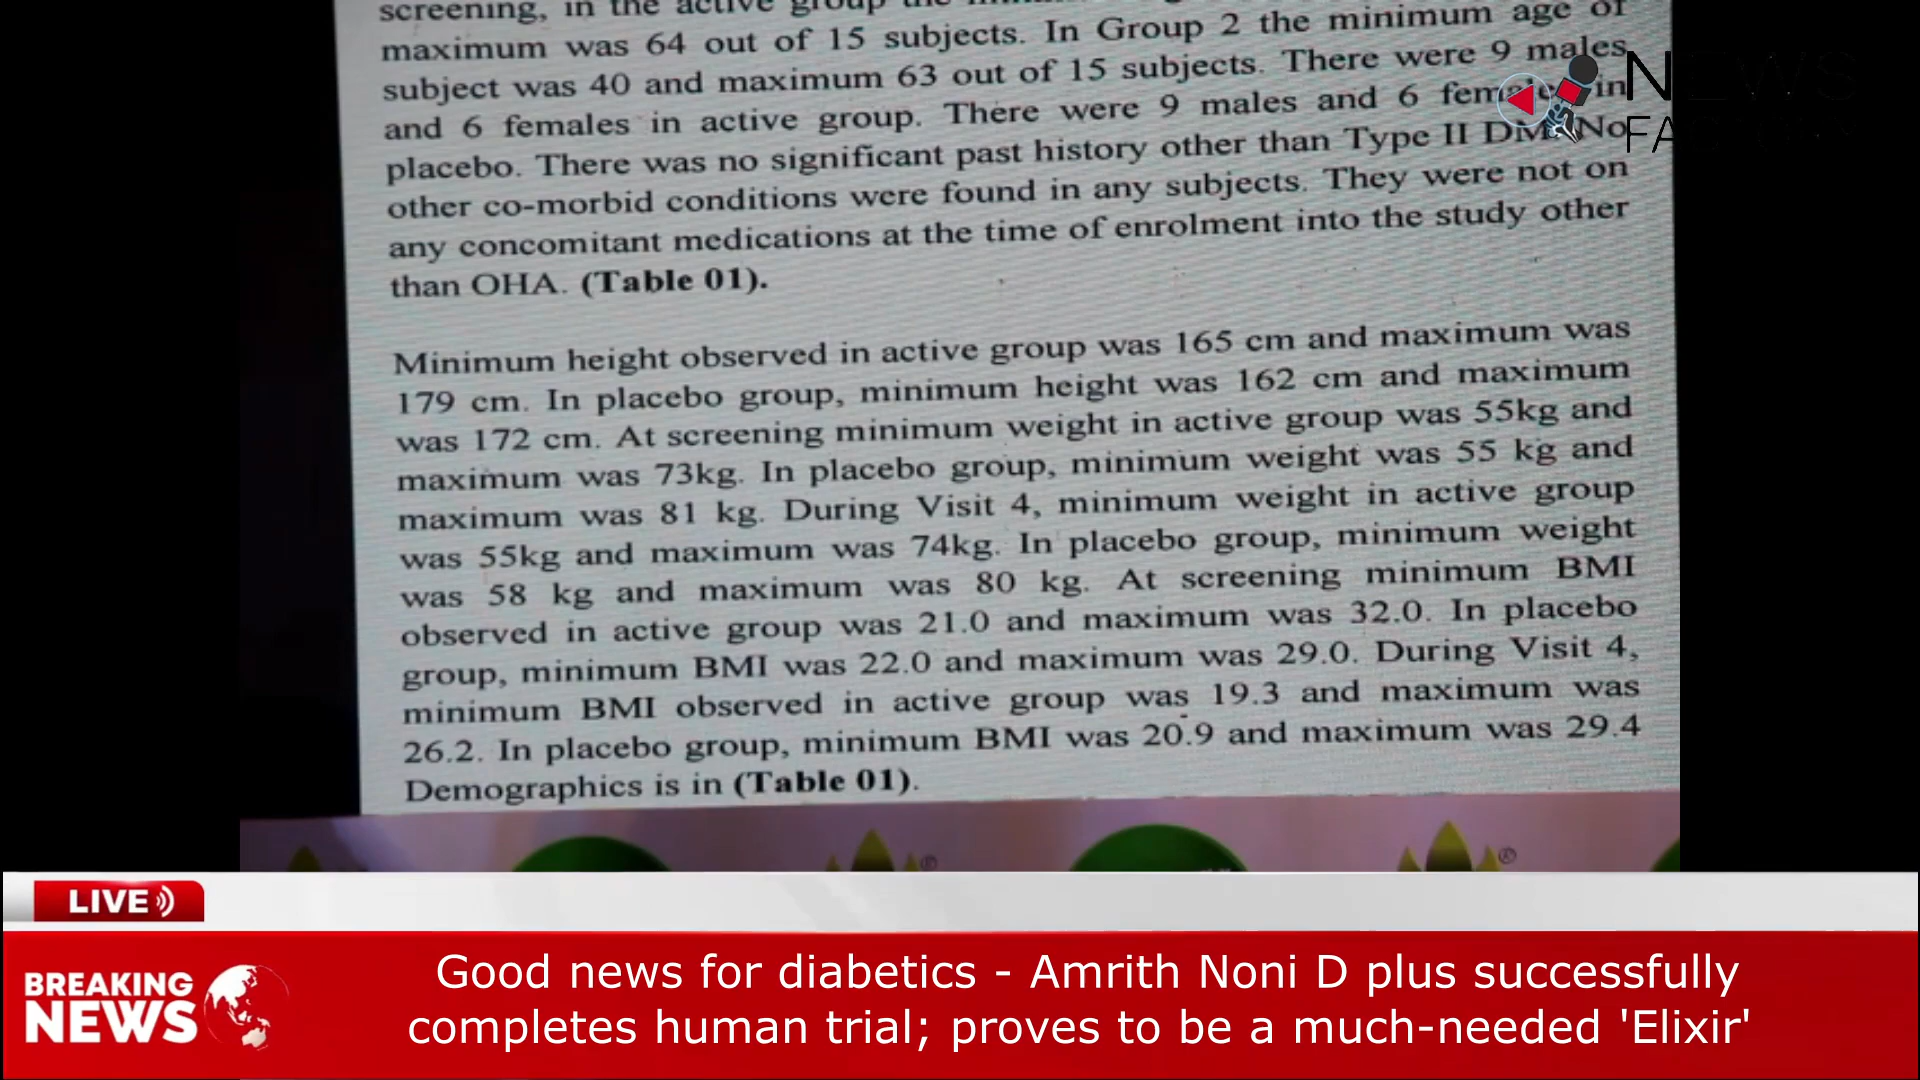 screening, in the active group the
maximum was 64 out of 15 subjects. In Group 2 the minimum age of
subject was 40 and maximum 63 out of 15 subjects. There were 9 males
and 6 females in active group. There were 9 males and 6 females in
placebo. There was no significant past history other than Type II DM. No
other co-morbid conditions were found in any subjects. They were not on
any concomitant medications at the time of enrolment into the study other
than OHA. (Table 01).
Minimum height observed in active group was 165 cm and maximum was
179 cm. In placebo group, minimum height was 162 cm and maximum
was 172 cm. At screening minimum weight in active group was 55kg and
maximum was 73kg. In placebo group, minimum weight was 55 kg and
maximum was 81 kg. During Visit 4, minimum weight in active group
was 55kg and maximum was 74kg. In placebo group, minimum weight
was 58 kg and maximum was 80 kg. At screening minimum BMI
observed in active group was 21.0 and maximum was 32.0. In placebo
group, minimum BMI was 22.0 and maximum was 29.0. During Visit 4,
minimum BMI observed in active group was 19.3 and maximum was
26.2. In placebo group, minimum BMI was 20.9 and maximum was 29.4
Demographics is in (Table 01).
NEWS
FACTORY
LIVE
BREAKING
NEWS
Good news for diabetics - Amrith Noni D plus successfully
completes human trial; proves to be a much-needed 'Elixir'